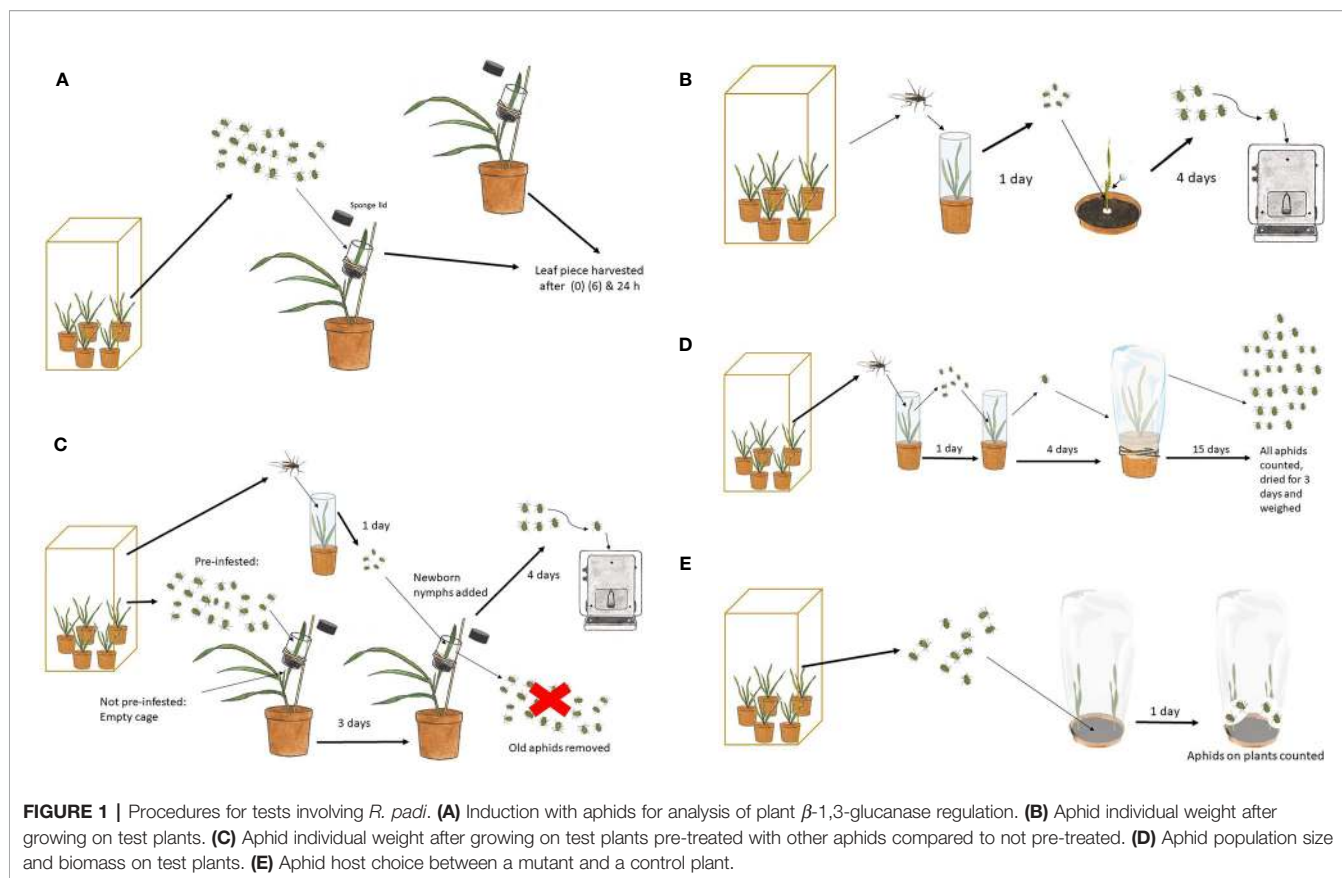 A
Sponge lid
Leaf piece harvested
after (0) (6) & 24 h
B
1 day
4 days
C
1 day
Pre-infested:
Newborn
nymphs added
4 days
Not pre-infested:
Empty cage
3 days
Old aphids removed
D
1 day
4 days
15 days
All aphids
counted,
dried for 3
days and
weighed
E
1 day
Aphids on plants counted
FIGURE 1 | Procedures for tests involving R. padi. (A) Induction with aphids for analysis of plant β-1,3-glucanase regulation. (B) Aphid individual weight after
growing on test plants. (C) Aphid individual weight after growing on test plants pre-treated with other aphids compared to not pre-treated. (D) Aphid population size
and biomass on test plants. (E) Aphid host choice between a mutant and a control plant.